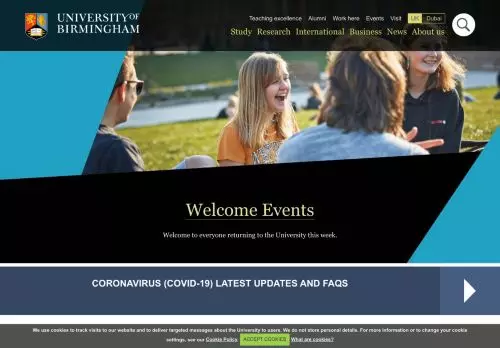 UNIVERSITY OF
BIRMINGHAM
Teaching excellence Alumni Work here Events Visit UK Dubai
Study Research International Business News About us
Welcome Events
Welcome to everyone returning to the University this week.
CORONAVIRUS (COVID-19) LATEST UPDATES AND FAQS
We use cookies to track visits to our website and to deliver targeted messages about the University to users. We do not store personal details. For more information or to change your cookie
settings, see our Cookie Policy. ACCEPT COOKIES What are cookies?